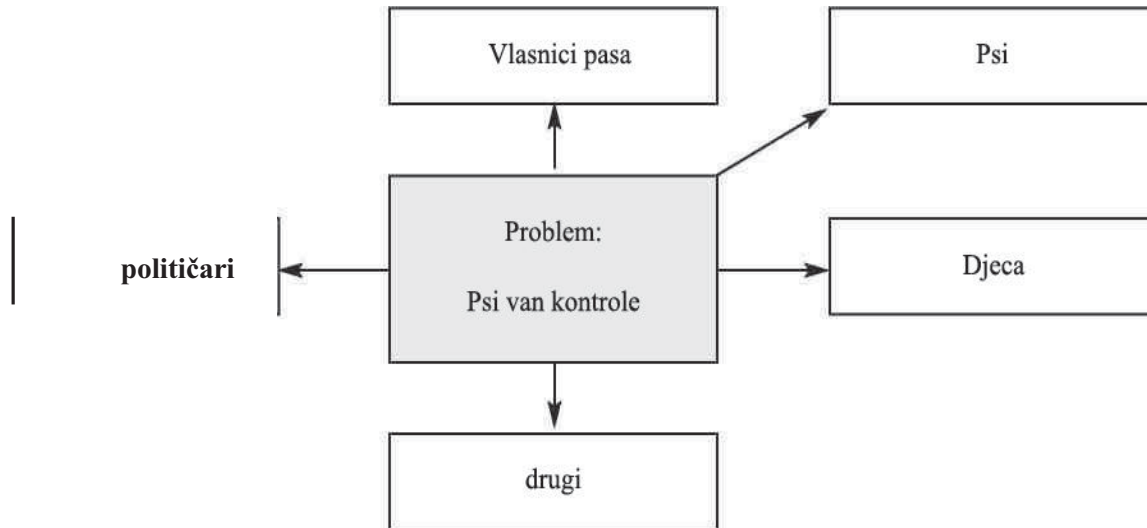 Vlasnici pasa
Psi
Problem:
Psi van kontrole
političari
Djeca
drugi